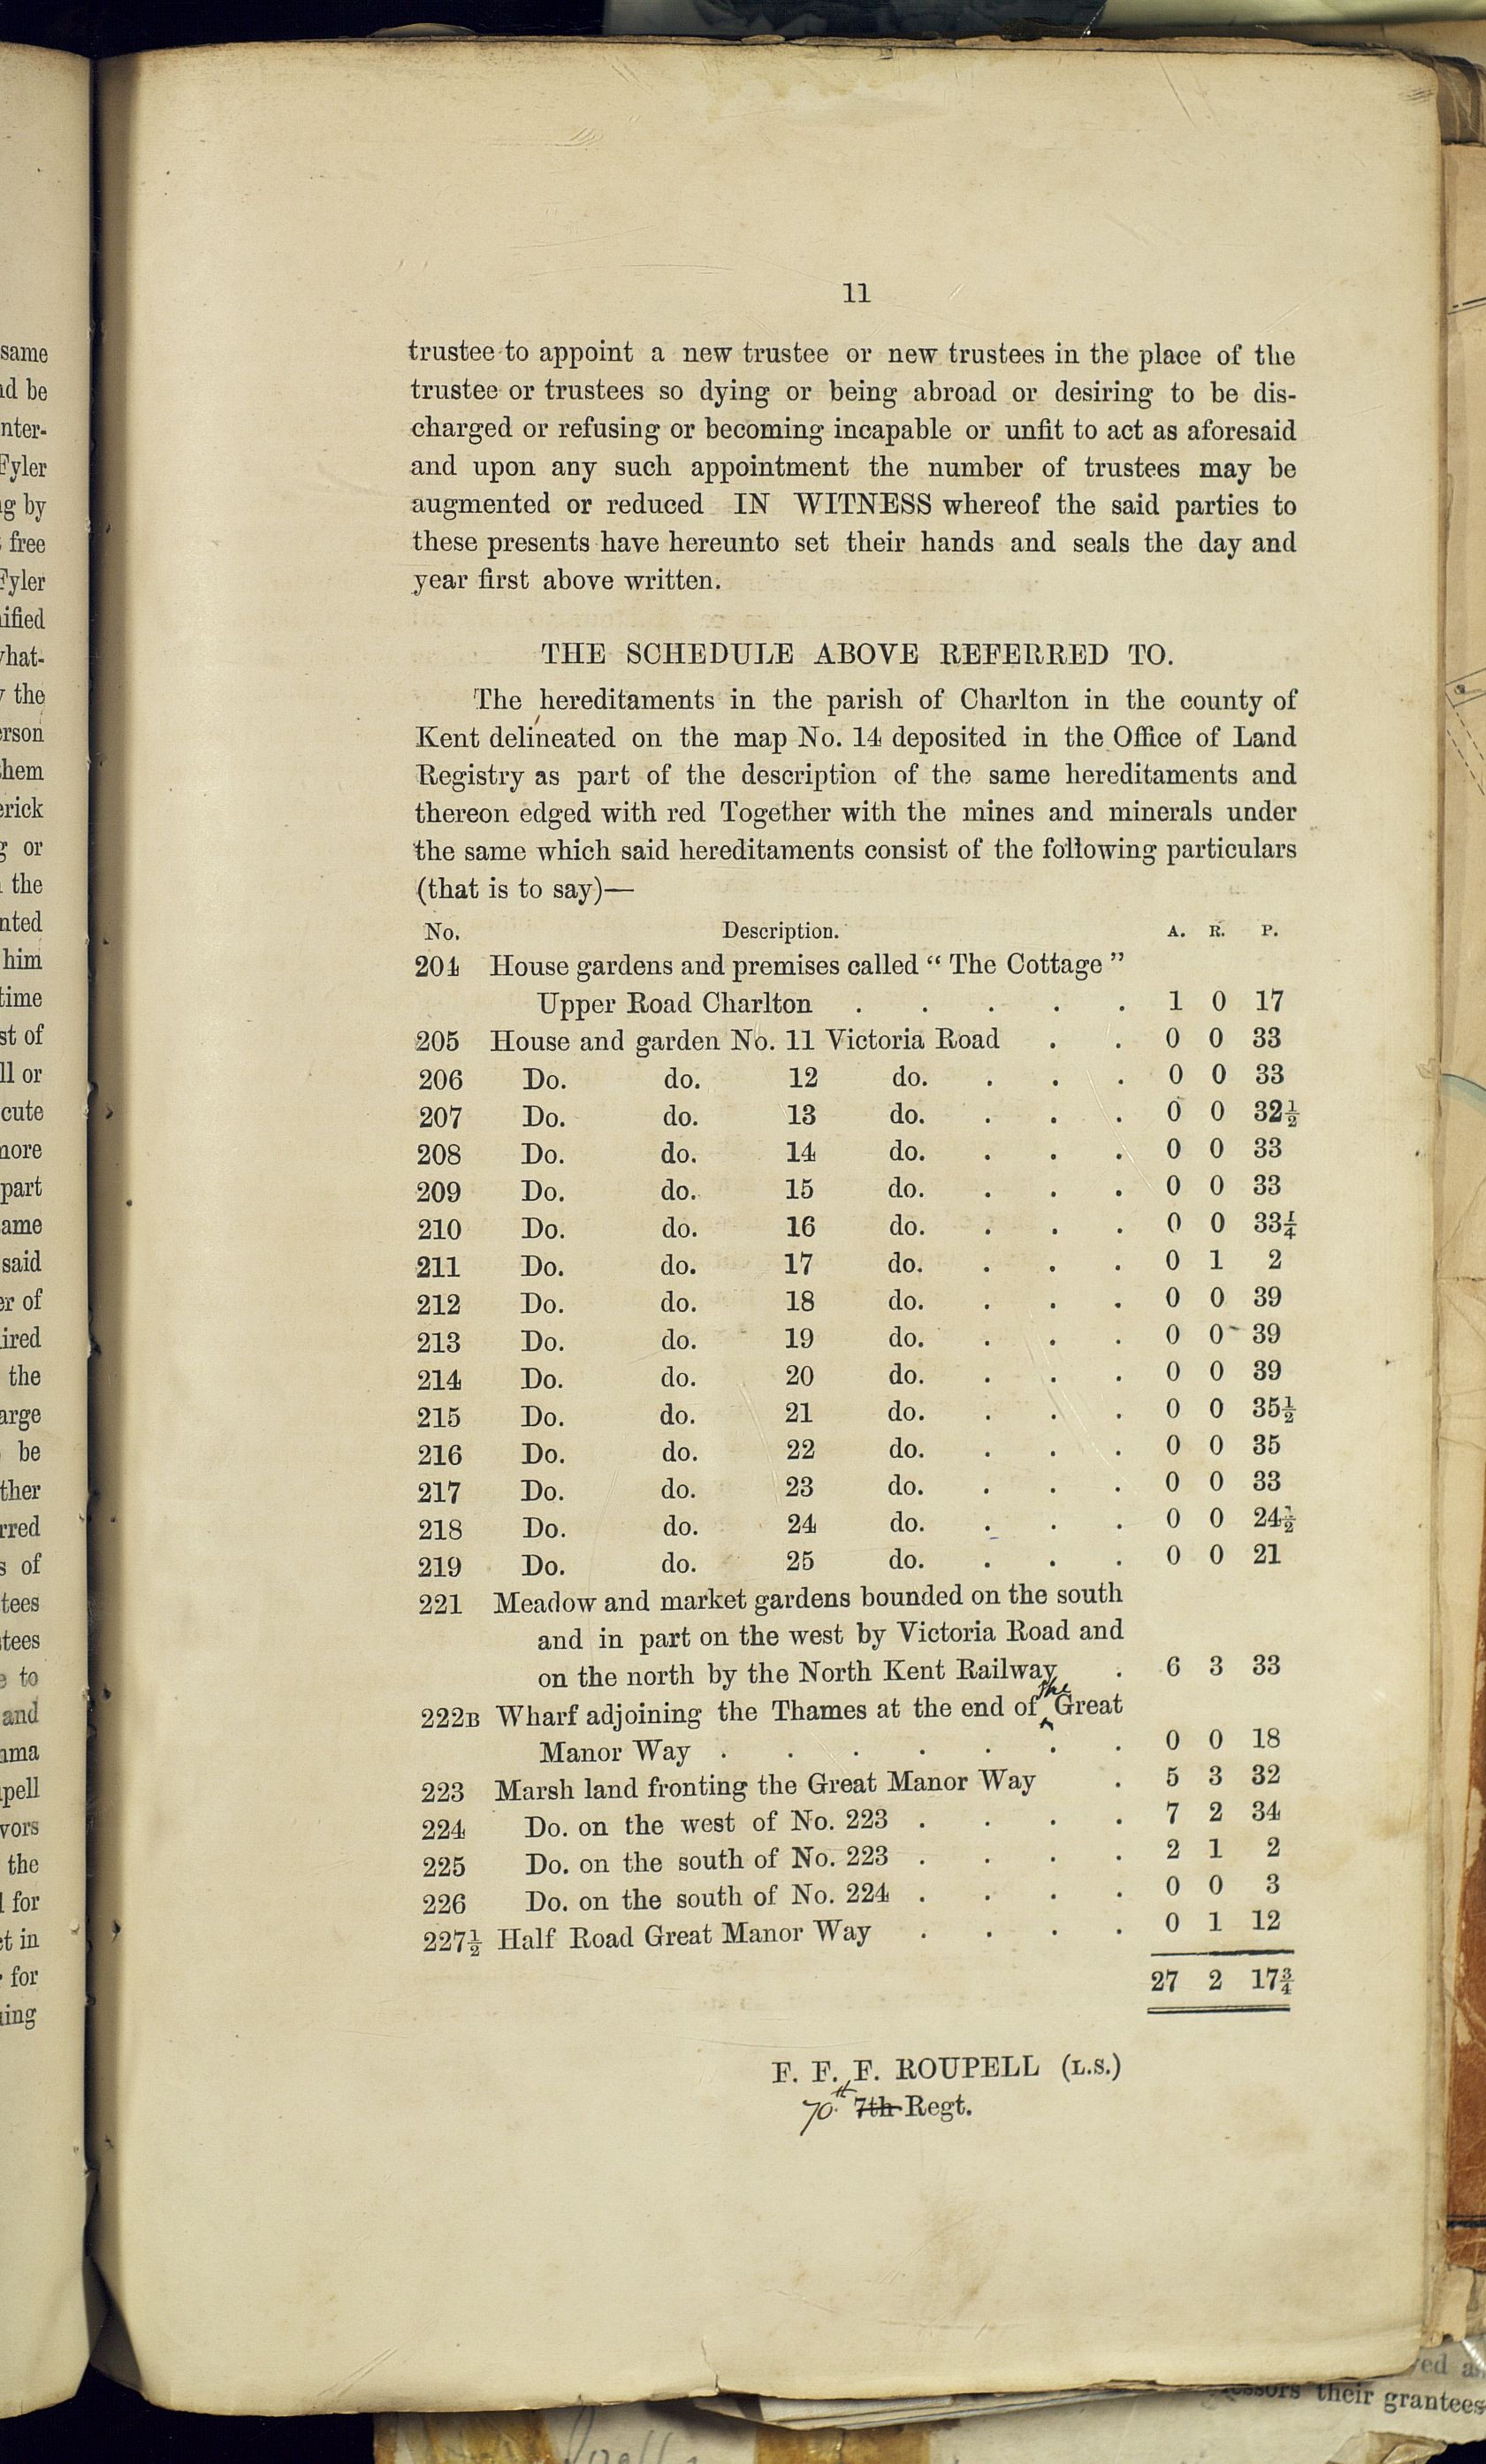 11
trustee to appoint a new trustee or new trustees in the place of the
trustee or trustees so dying or being abroad or desiring to be dis-
charged or refusing or becoming incapable or unfit to act as aforesaid
and upon any such appointment the number of trustees may be
augmented or reduced IN WITNESS whereof the said parties to
these presents have hereunto set their hands and seals the day and
year first above written.
THE SCHEDULE ABOVE REFERRED TO.
The hereditaments in the parish of Charlton in the county of
Kent delineated on the map No. 14 deposited in the Office of Land
Registry as part of the description of the same hereditaments and
thereon edged with red Together with the mines and minerals under
the same which said hereditaments consist of the following particulars
(that is to say)—
No. Description. A. R. P.
204 House gardens and premises called “ The Cottage ”
Upper Road Charlton . . . . . 1 0 17
205 House and garden No. 11 Victoria Road . . 0 0 33
206 Do. do. 12 do. . . . 0 0 33
207 Do. do. 13 do. . . . 0 0 32½
208 Do. do. 14 do. . . . 0 0 33
209 Do. do. 15 do. . . . 0 0 33
210 Do. do. 16 do. . . . 0 0 33¼
211 Do. do. 17 do. . . . 0 1 2
212 Do. do. 18 do. . . . 0 0 39
213 Do. do. 19 do. . . . 0 0 39
214 Do. do. 20 do. . . . 0 0 39
215 Do. do. 21 do. . . . 0 0 35½
216 Do. do. 22 do. . . . 0 0 35
217 Do. do. 23 do. . . . 0 0 33
218 Do. do. 24 do. . . . 0 0 24½
219 Do. do. 25 do. . . . 0 0 21
221 Meadow and market gardens bounded on the south
and in part on the west by Victoria Road and
on the north by the North Kent Railway . 6 3 33
222B Wharf adjoining the Thames at the end of the Great
Manor Way . . . . . . . 0 0 18
223 Marsh land fronting the Great Manor Way . 5 3 32
224 Do. on the west of No. 223 . . . . 7 2 34
225 Do. on the south of No. 223 . . . . 2 1 2
226 Do. on the south of No. 224 . . . . 0 0 3
227½ Half Road Great Manor Way . . . . 0 1 12
27 2 17¾
F. F. F. ROUPELL (L.S.)
70th 7th Regt.
their grantees